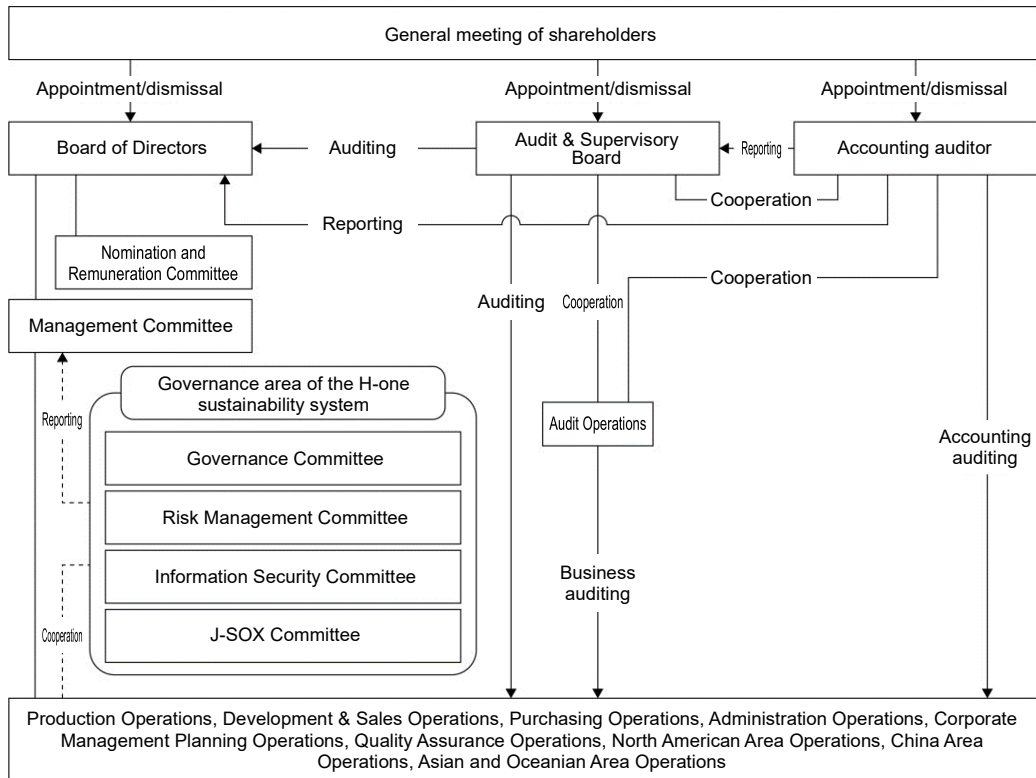 General meeting of shareholders
Appointment/dismissal
Appointment/dismissal
Appointment/dismissal
Board of Directors
Auditing
Audit & Supervisory
Board
Reporting
Accounting auditor
Cooperation
Reporting
Nomination and
Remuneration Committee
Cooperation
Auditing
Cooperation
Management Committee
Governance area of the H-one
sustainability system
Reporting
Audit Operations
Governance Committee
Accounting
auditing
Risk Management Committee
Information Security Committee
Business
auditing
J-SOX Committee
Cooperation
Production Operations, Development & Sales Operations, Purchasing Operations, Administration Operations, Corporate
Management Planning Operations, Quality Assurance Operations, North American Area Operations, China Area
Operations, Asian and Oceanian Area Operations